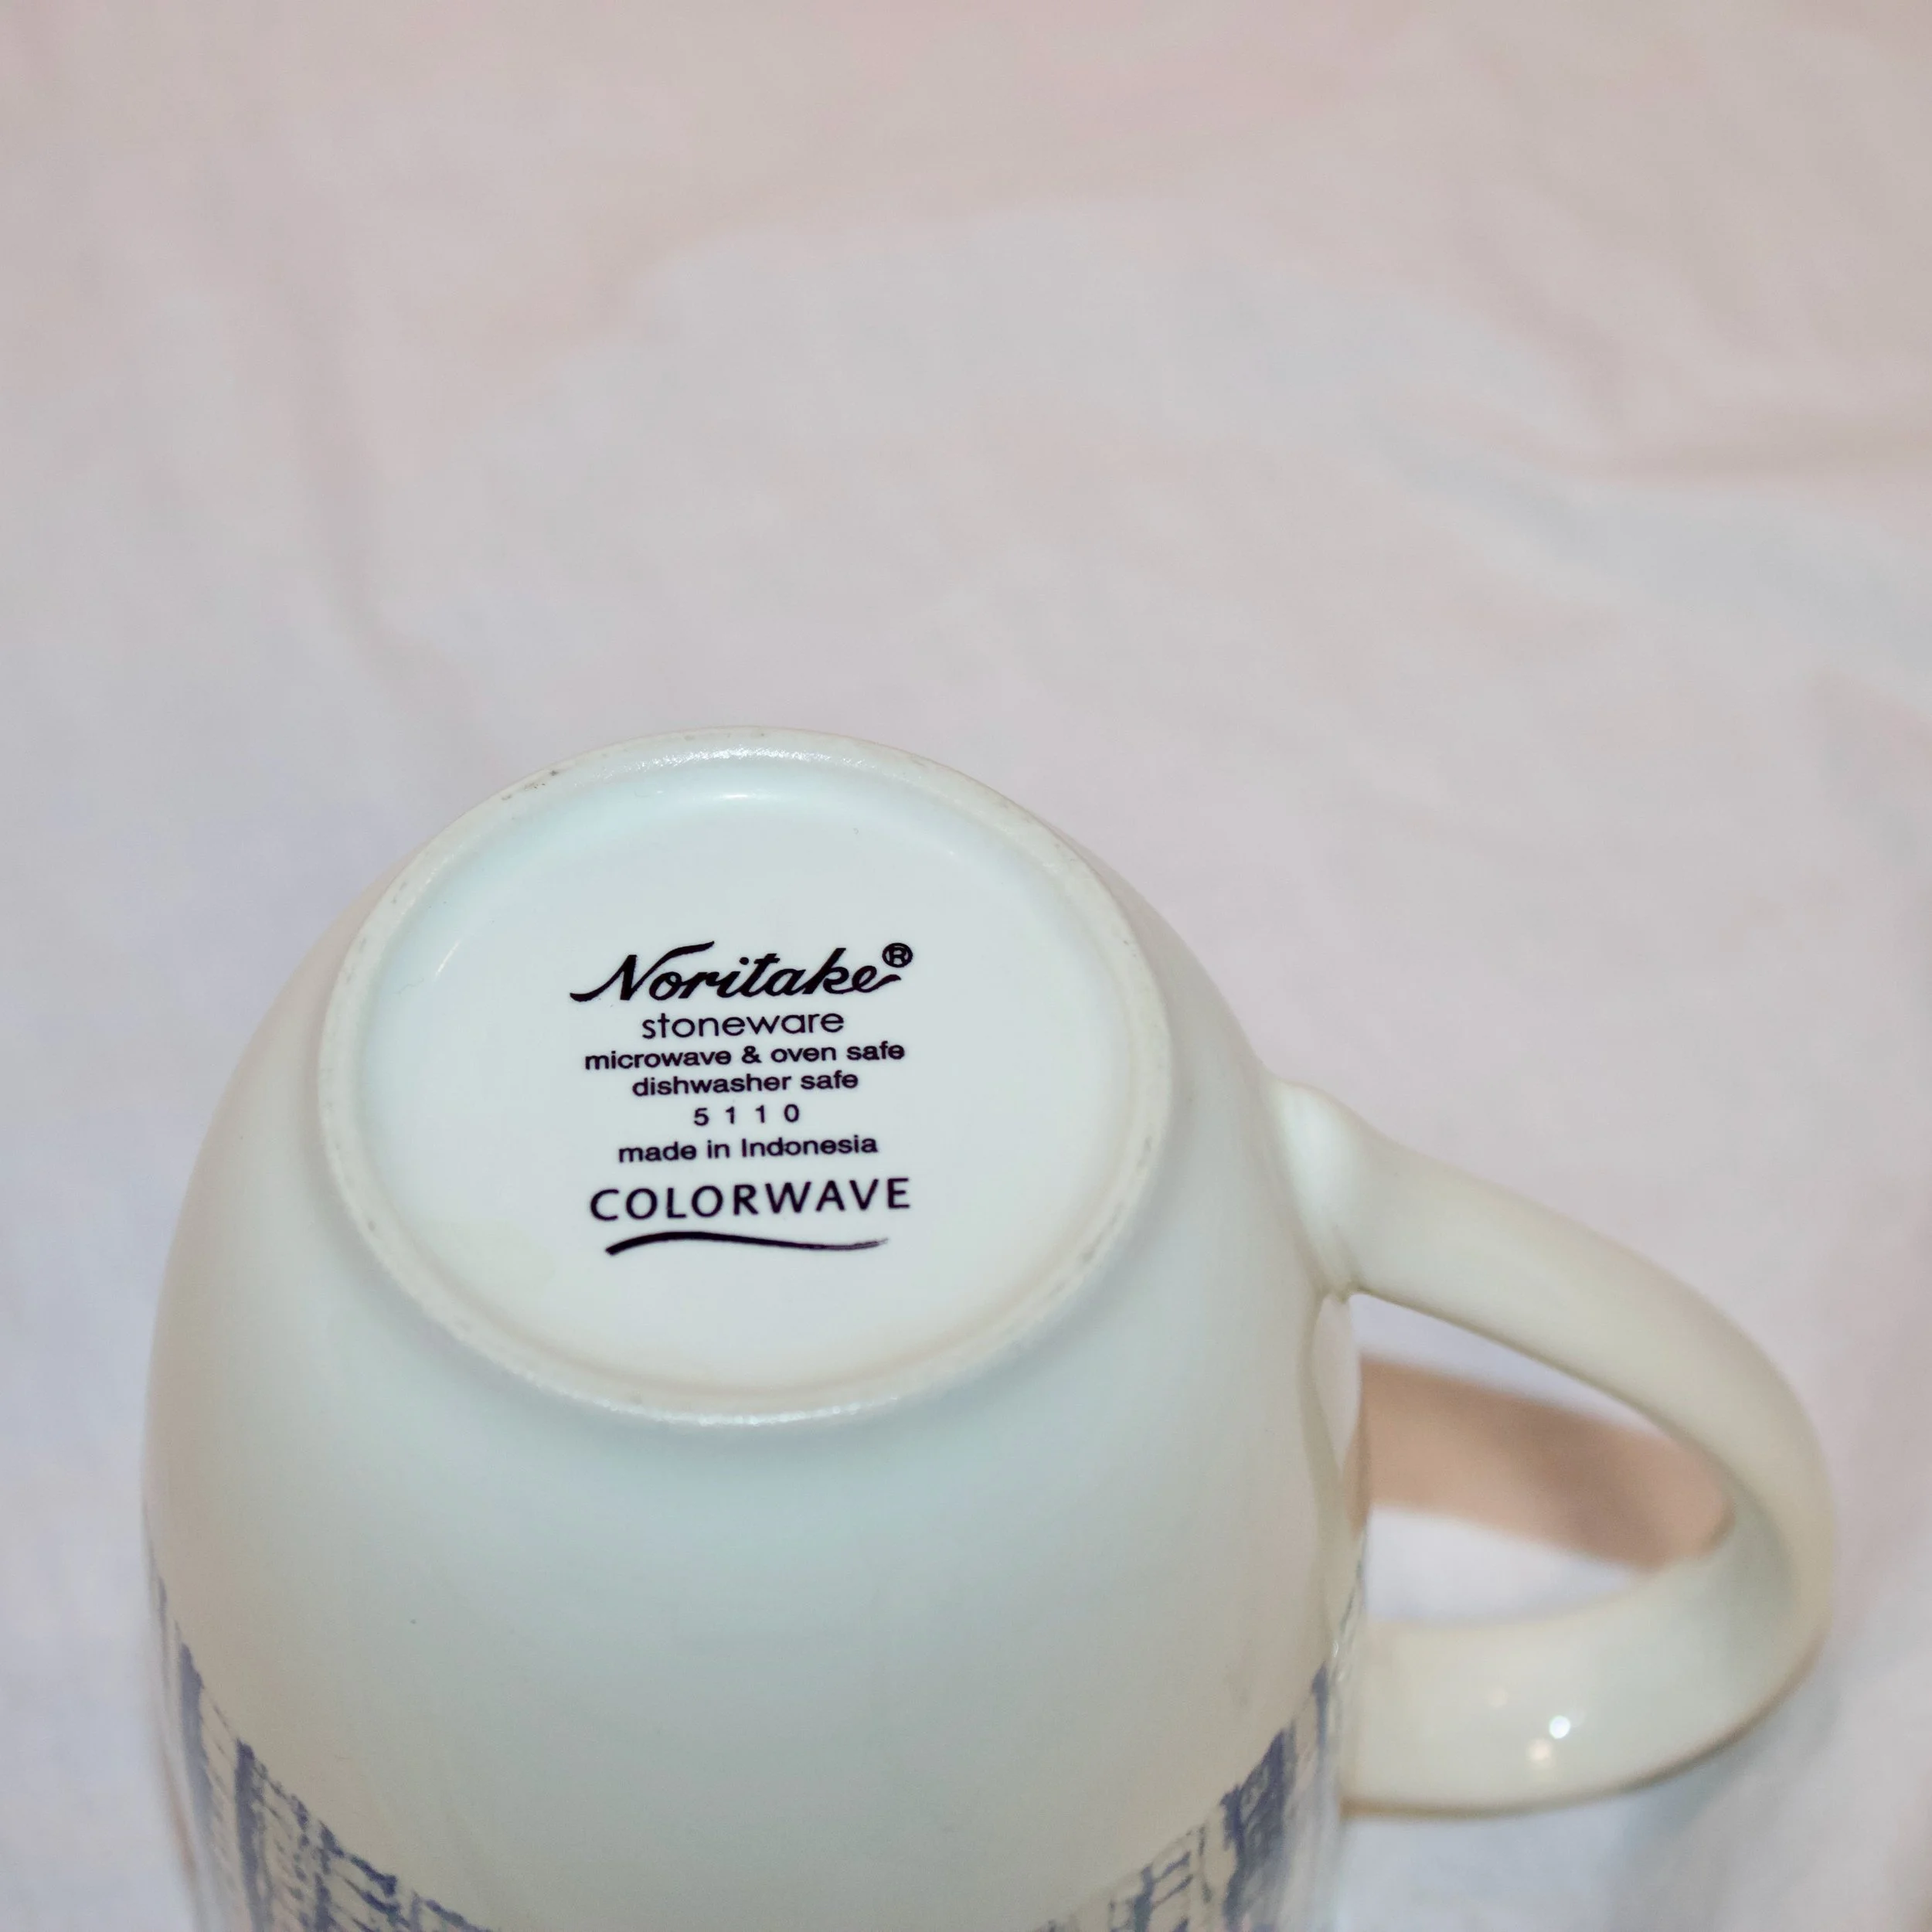 Noritake®
stoneware
microwave & oven safe
dishwasher safe
5110
made in Indonesia
COLORWAVE